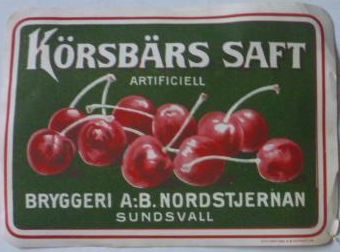 KÖRSBÄRS SAFT
ARTIFICIELL
BRYGGERI A:B. NORDSTJERNAN
SUNDSVALL